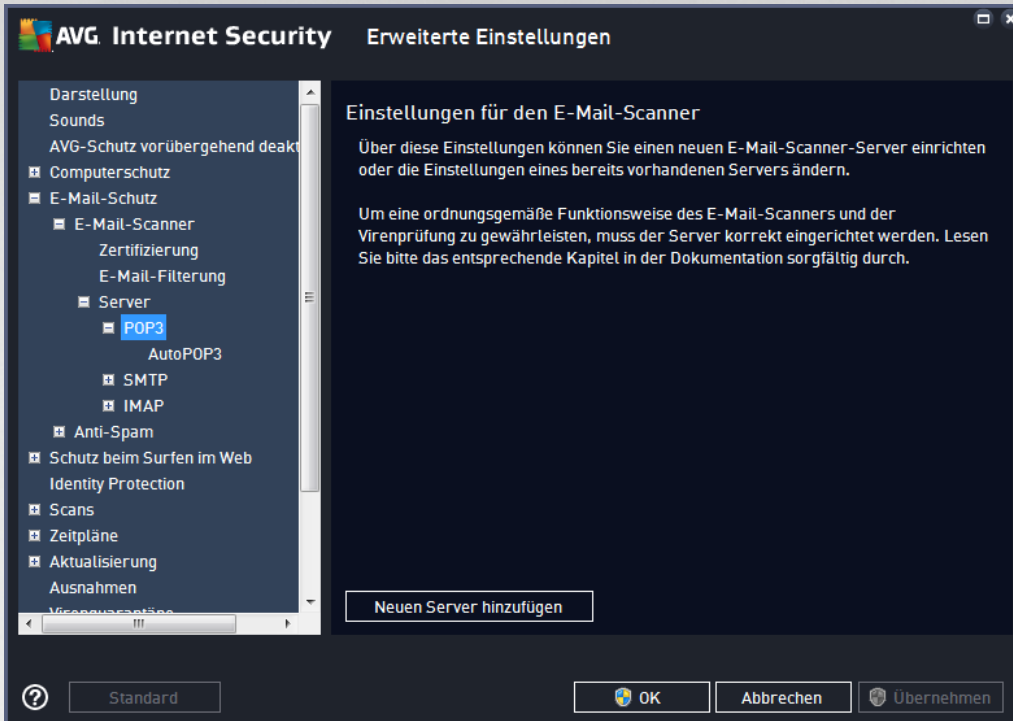 AVG. Internet Security Erweiterte Einstellungen
Darstellung
Sounds
AVG-Schutz vorübergehend deakt
Computerschutz
E-Mail-Schutz
E-Mail-Scanner
Zertifizierung
E-Mail-Filterung
Server
POP3
AutoPOP3
SMTP
IMAP
Anti-Spam
Schutz beim Surfen im Web
Identity Protection
Scans
Zeitpläne
Aktualisierung
Ausnahmen
Virenquarantäne
Einstellungen für den E-Mail-Scanner
Über diese Einstellungen können Sie einen neuen E-Mail-Scanner-Server einrichten
oder die Einstellungen eines bereits vorhandenen Servers ändern.
Um eine ordnungsgemäße Funktionsweise des E-Mail-Scanners und der
Virenprüfung zu gewährleisten, muss der Server korrekt eingerichtet werden. Lesen
Sie bitte das entsprechende Kapitel in der Dokumentation sorgfältig durch.
Neuen Server hinzufügen
Standard
OK
Abbrechen
Übernehmen